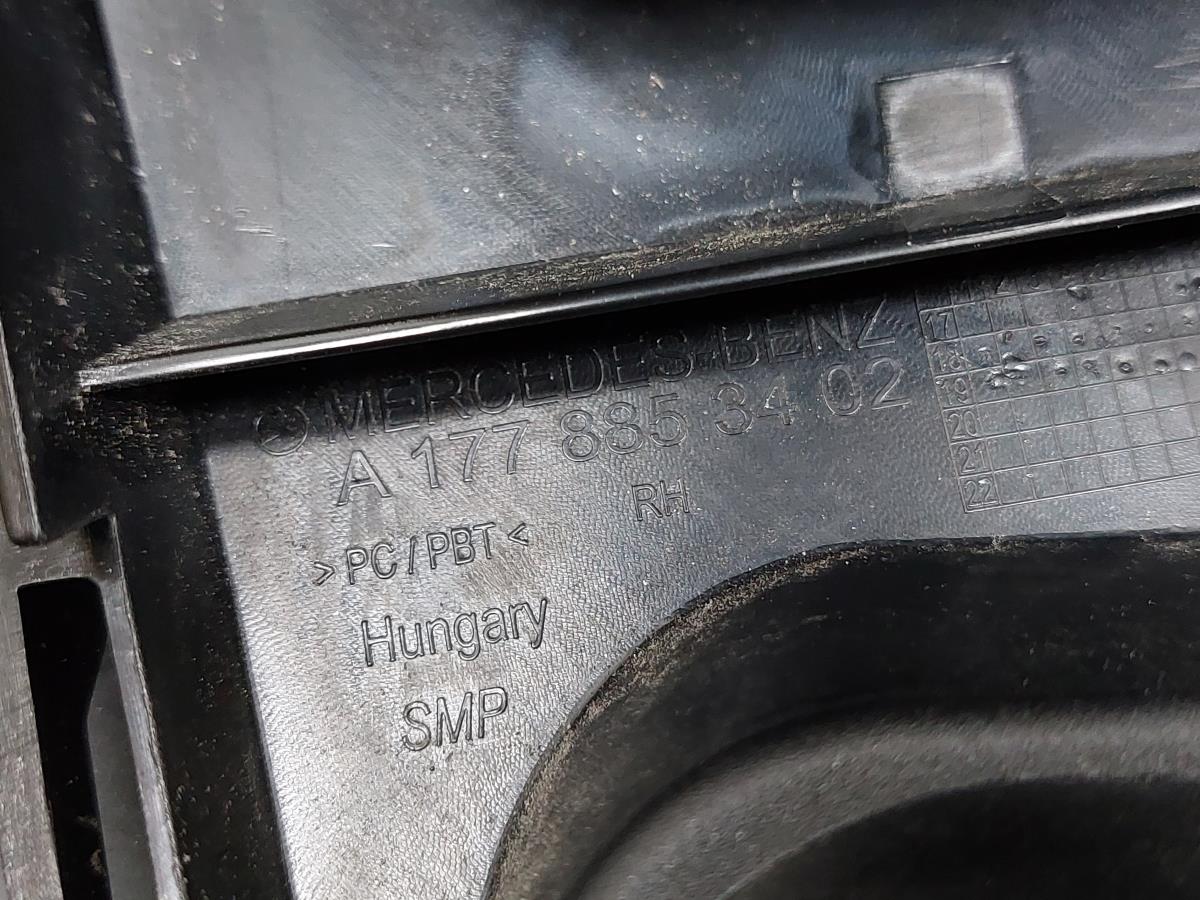 MERCEDES-BENZ
A 177 885 34 02
RH
>PC/PBT<
Hungary
SMP
17
18
19
20
21
22